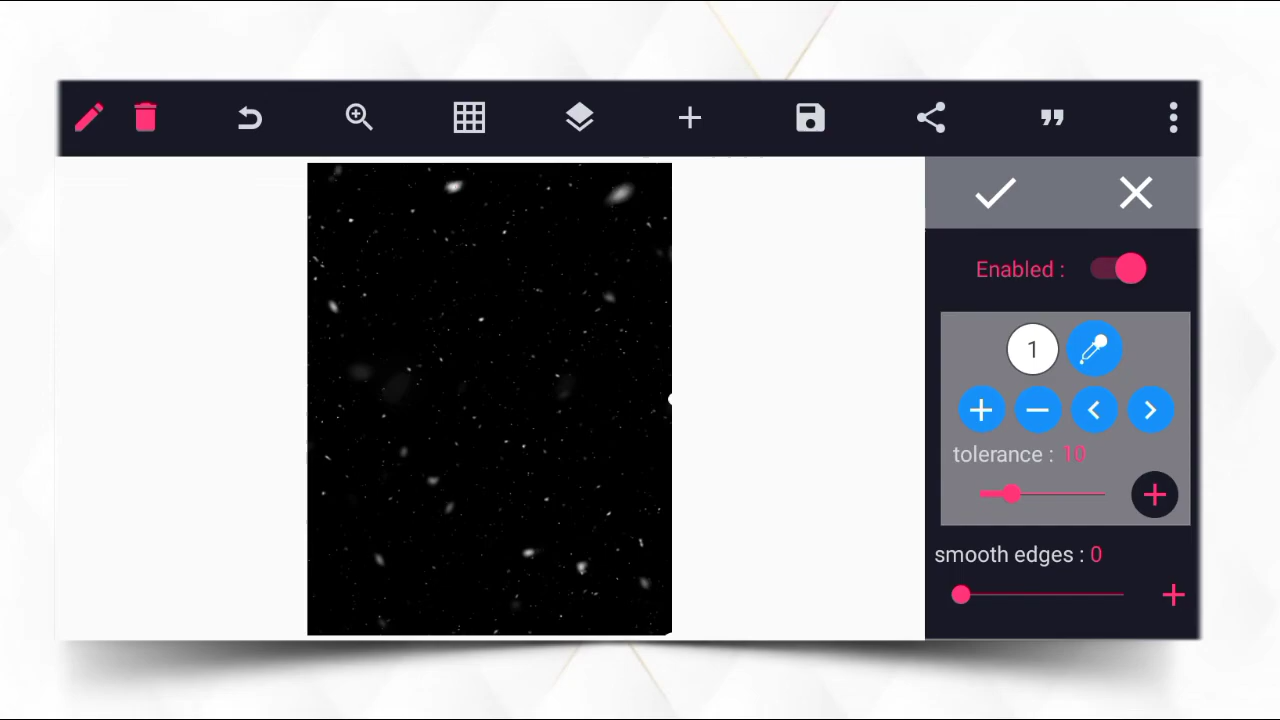 Enabled :
1
tolerance : 10
smooth edges : 0